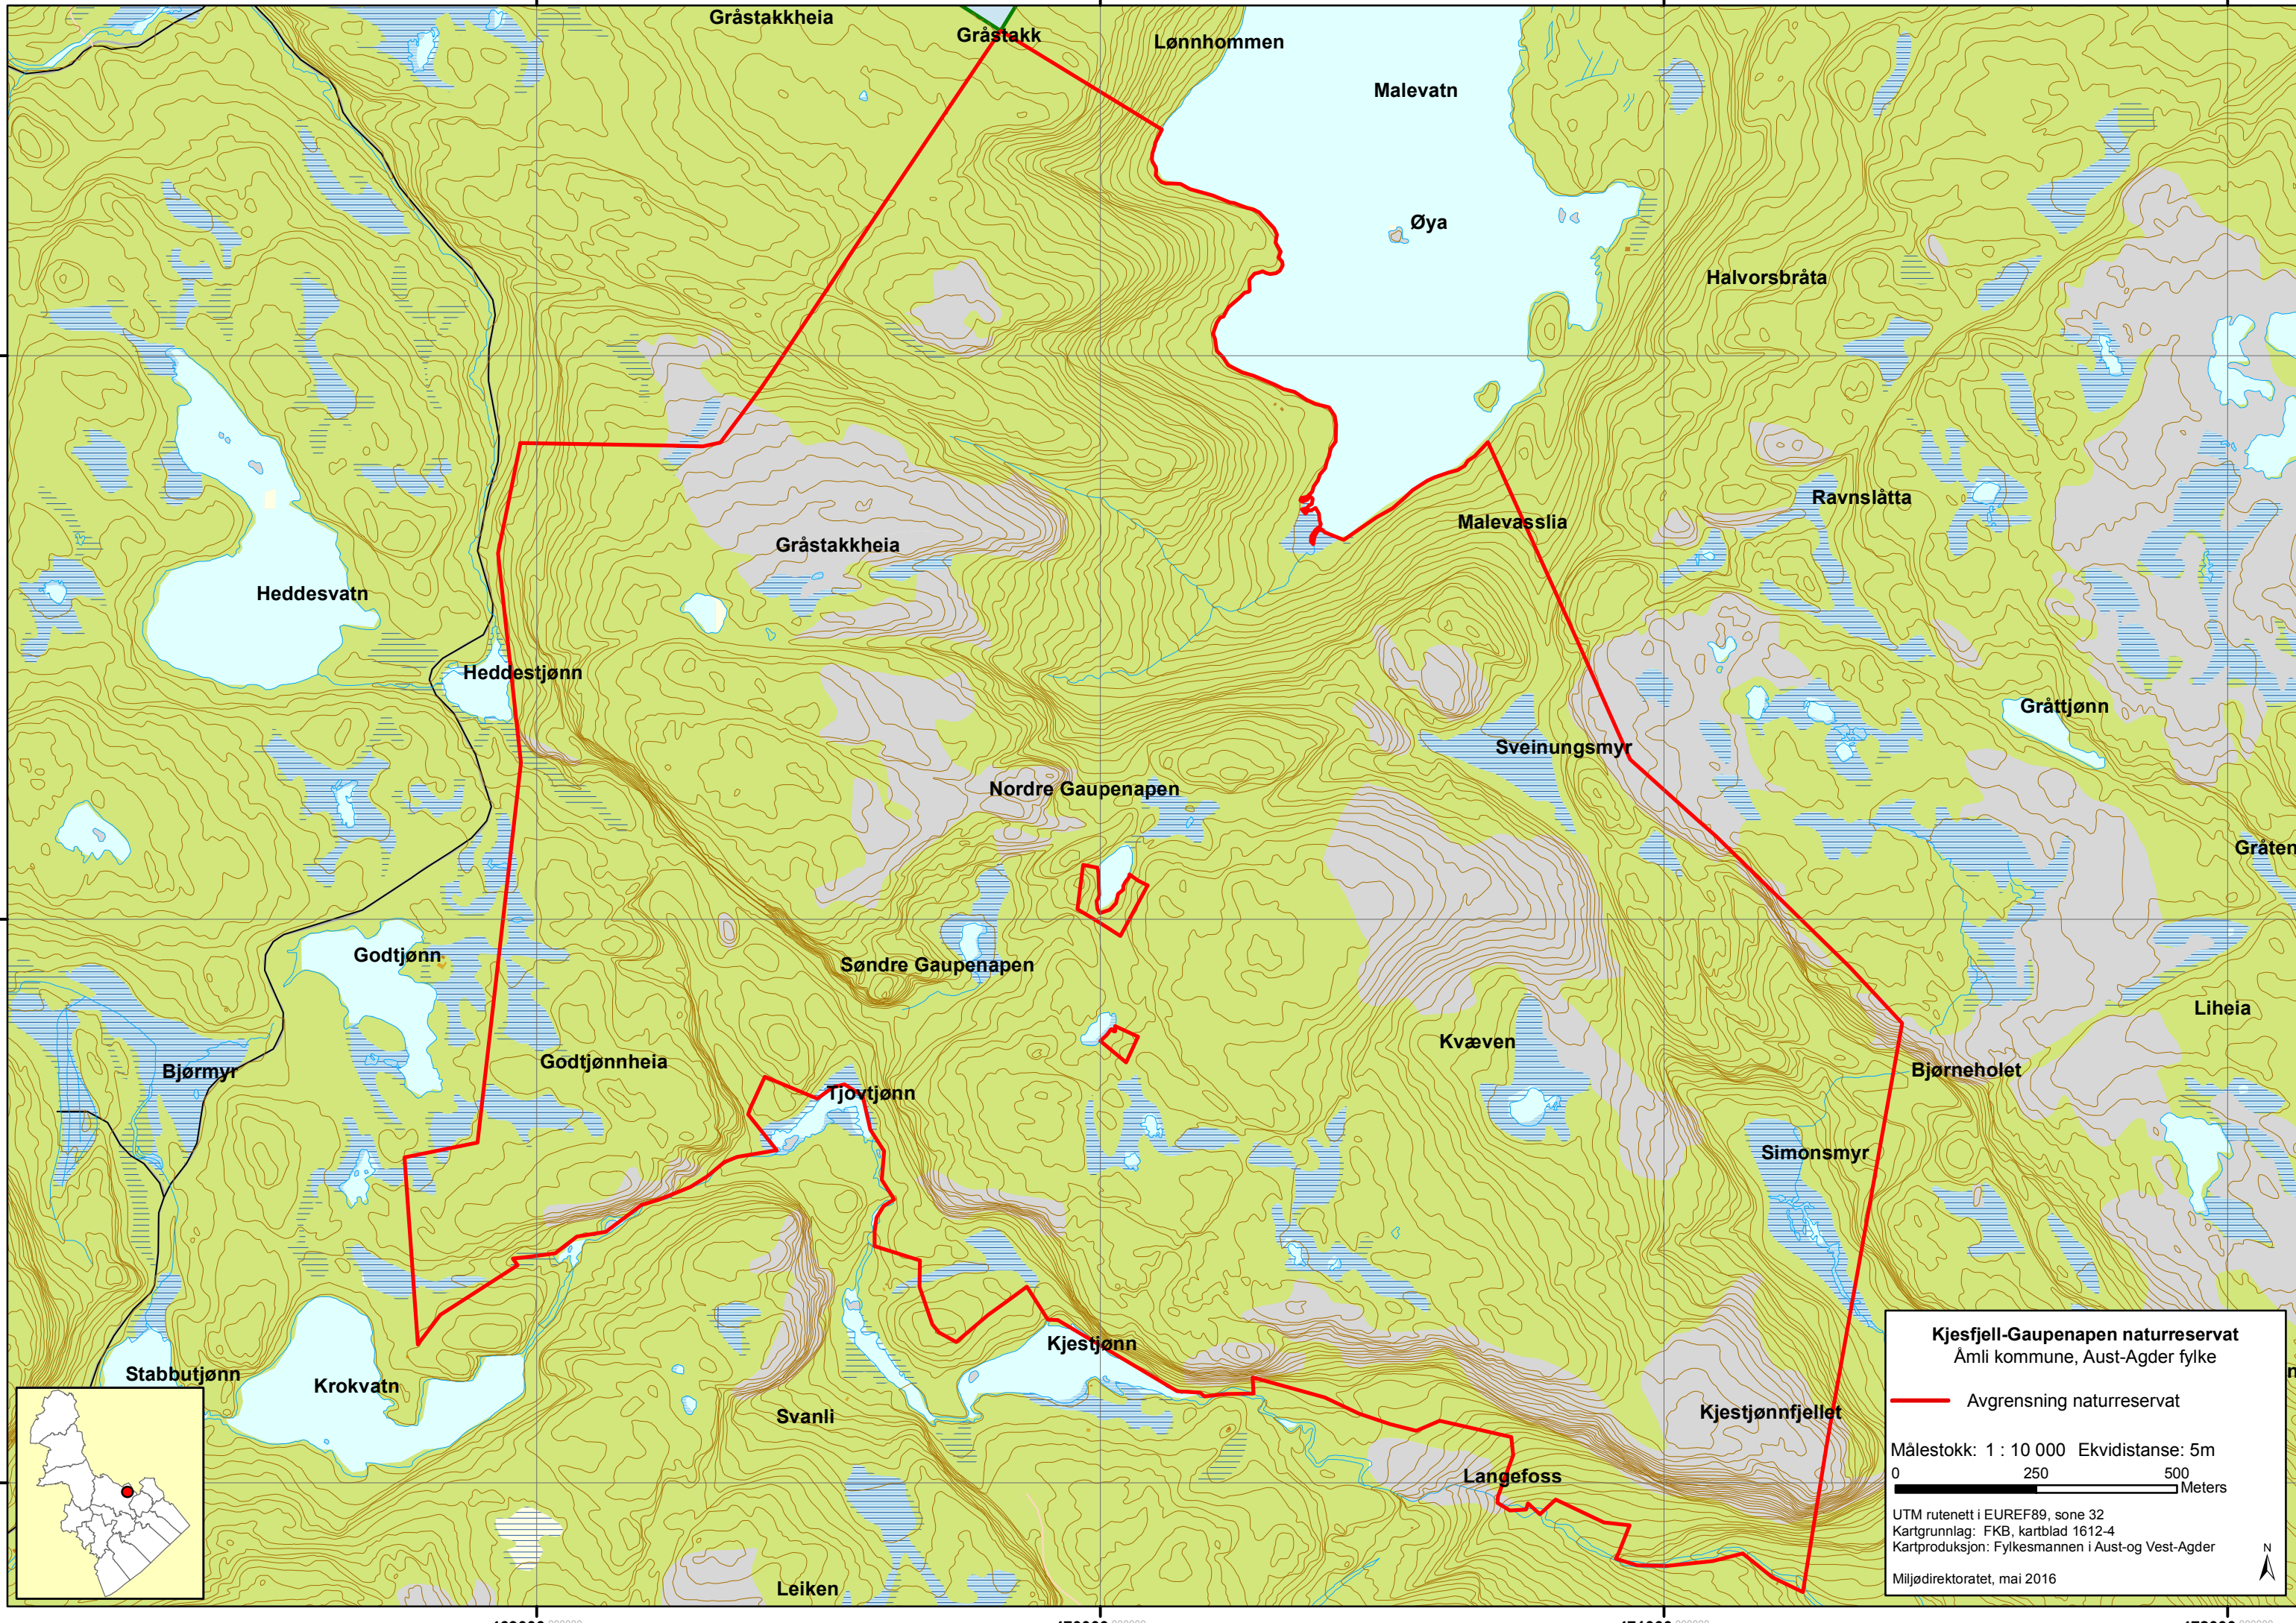 Gråstakkheia
Gråstakk
Lønnhommen
Malevatn
Øya
Halvorsbråta
Ravnslåtta
Malevasslia
Gråstakkheia
Heddesvatn
Heddestjønn
Gråttjønn
Sveinungsmyr
Nordre Gaupenapen
Godtjønn
Søndre Gaupenapen
Liheia
Kvæven
Godtjønnheia
Bjørmyr
Bjørneholet
Tjovtjønn
Simonsmyr
Kjestjønn
Stabbutjønn
Krokvatn
Svanli
Kjestjønnfjellet
Langefoss
Leiken
Kjesfjell-Gaupenapen naturreservat
Åmli kommune, Aust-Agder fylke
Avgrensning naturreservat
Målestokk: 1 : 10 000 Ekvidistanse: 5m
0 250 500
Meters
UTM rutenett i EUREF89, sone 32
Kartgrunnlag: FKB, kartblad 1612-4
Kartproduksjon: Fylkesmannen i Aust-og Vest-Agder
N
Miljødirektoratet, mai 2016